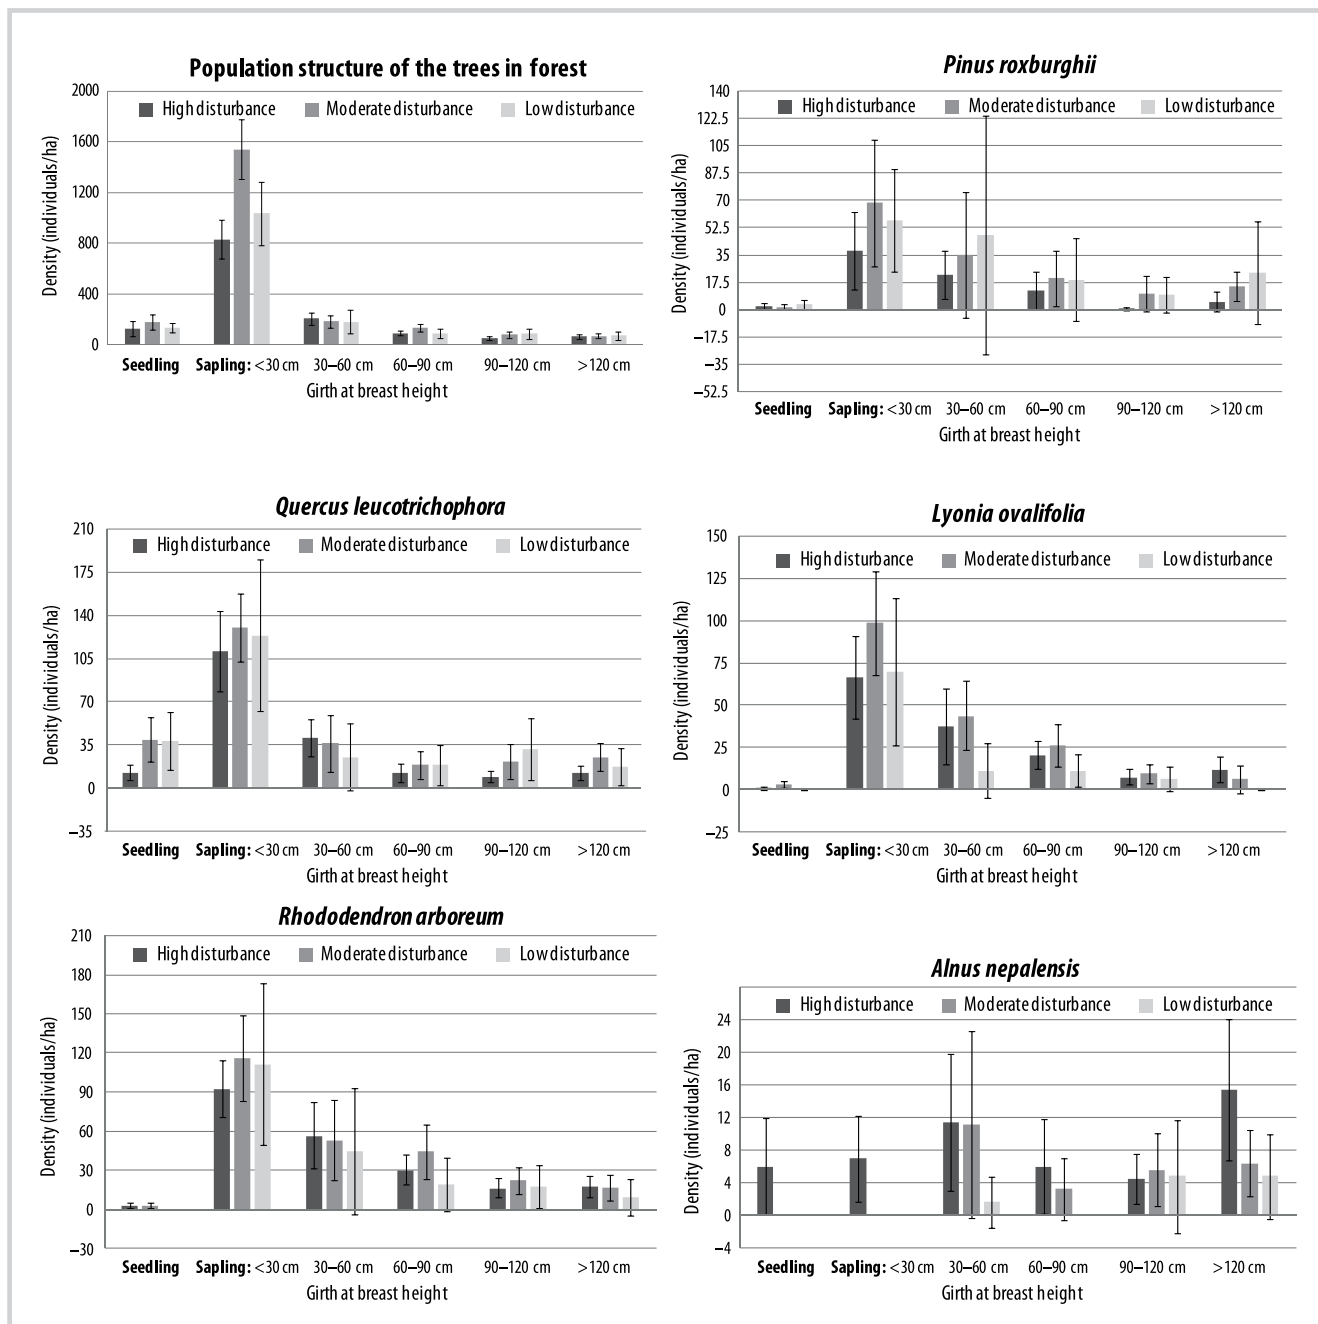 Population structure of the trees in forest
High disturbance Moderate disturbance Low disturbance
Density (individuals/ha)
2000
1600
1200
800
400
0
Seedling Sapling: <30 cm 30–60 cm 60–90 cm 90–120 cm >120 cm
Girth at breast height
Pinus roxburghii
High disturbance Moderate disturbance Low disturbance
Density (individuals/ha)
140
122.5
105
87.5
70
52.5
35
17.5
0
−17.5
−35
−52.5
Seedling Sapling: <30 cm 30–60 cm 60–90 cm 90–120 cm >120 cm
Girth at breast height
Quercus leucotrichophora
High disturbance Moderate disturbance Low disturbance
Density (individuals/ha)
210
175
140
105
70
35
0
−35
Seedling Sapling: <30 cm 30–60 cm 60–90 cm 90–120 cm >120 cm
Girth at breast height
Lyonia ovalifolia
High disturbance Moderate disturbance Low disturbance
Density (individuals/ha)
150
125
100
75
50
25
0
−25
Seedling Sapling: <30 cm 30–60 cm 60–90 cm 90–120 cm >120 cm
Girth at breast height
Rhododendron arboreum
High disturbance Moderate disturbance Low disturbance
Density (individuals/ha)
210
180
150
120
90
60
30
0
−30
Seedling Sapling: <30 cm 30–60 cm 60–90 cm 90–120 cm >120 cm
Girth at breast height
Alnus nepalensis
High disturbance Moderate disturbance Low disturbance
Density (individuals/ha)
24
20
16
12
8
4
0
−4
Seedling Sapling: <30 cm 30–60 cm 60–90 cm 90–120 cm >120 cm
Girth at breast height